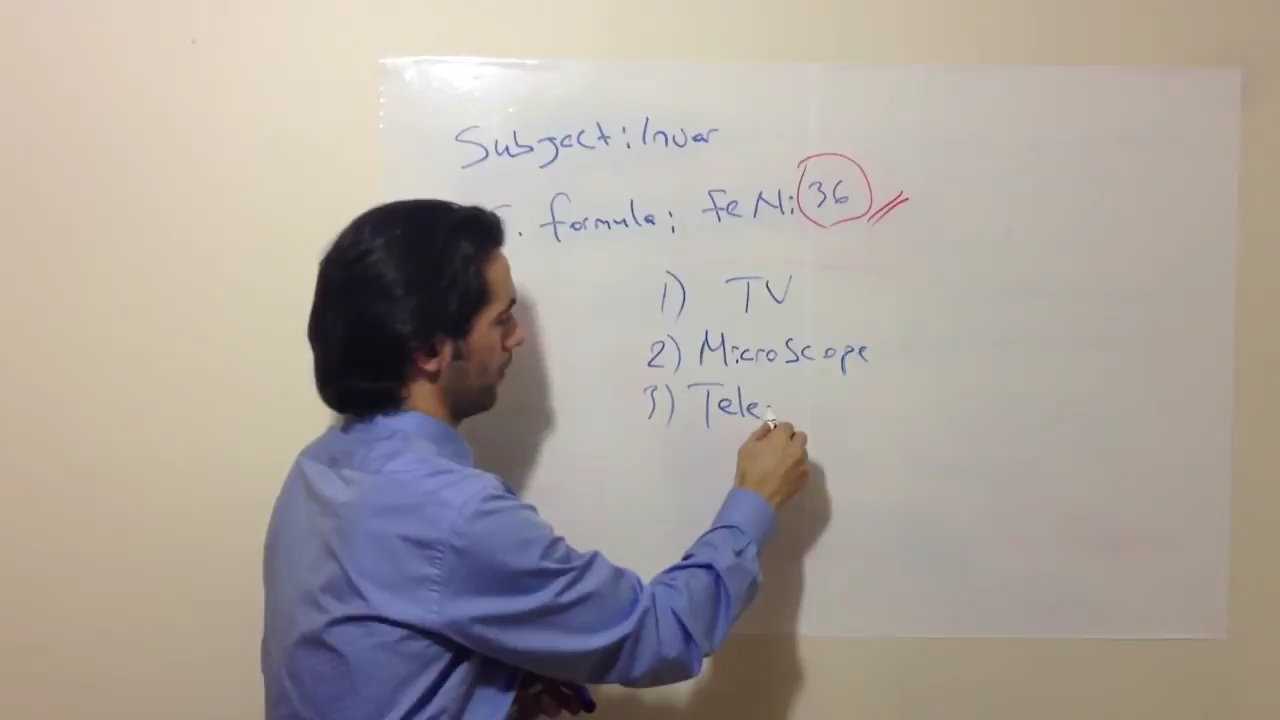 Subject: Invar
. formula; FeNi 36
1) TV
2) Microscope
3) Tele